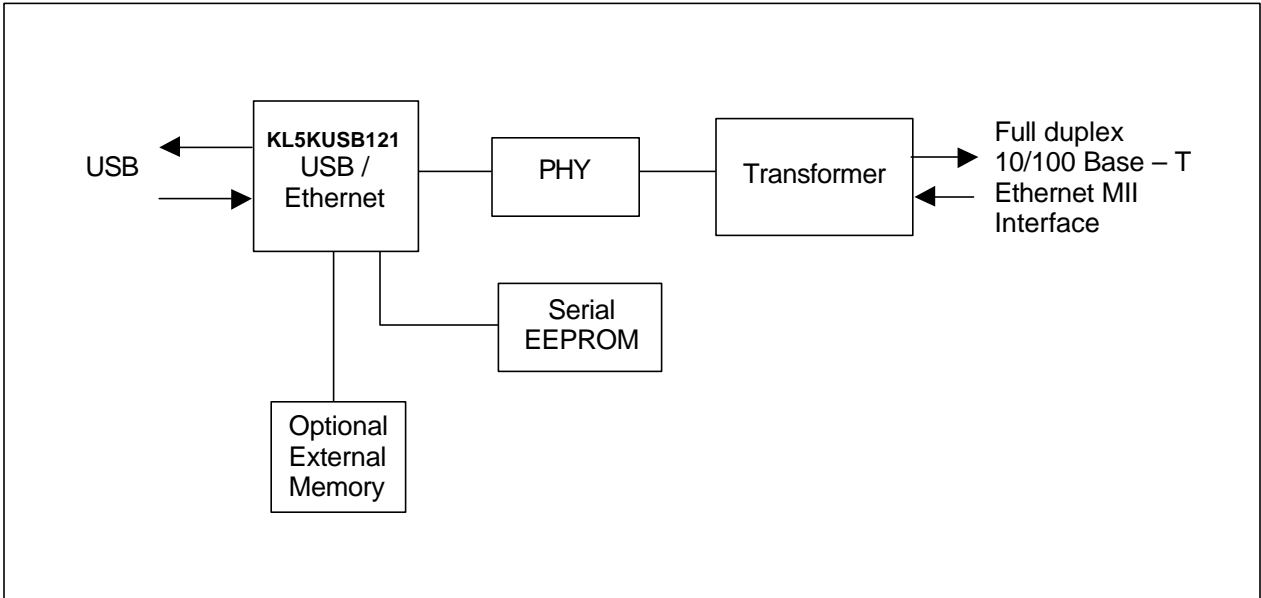 USB
KL5KUSB121
USB /
Ethernet
PHY
Transformer
Full duplex
10/100 Base – T
Ethernet MII
Interface
Serial
EEPROM
Optional
External
Memory